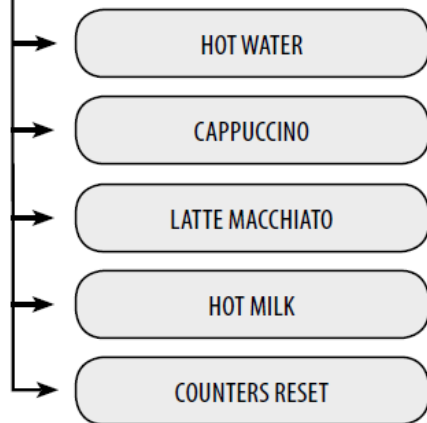 HOT WATER
CAPPUCCINO
LATTE MACCHIATO
HOT MILK
COUNTERS RESET